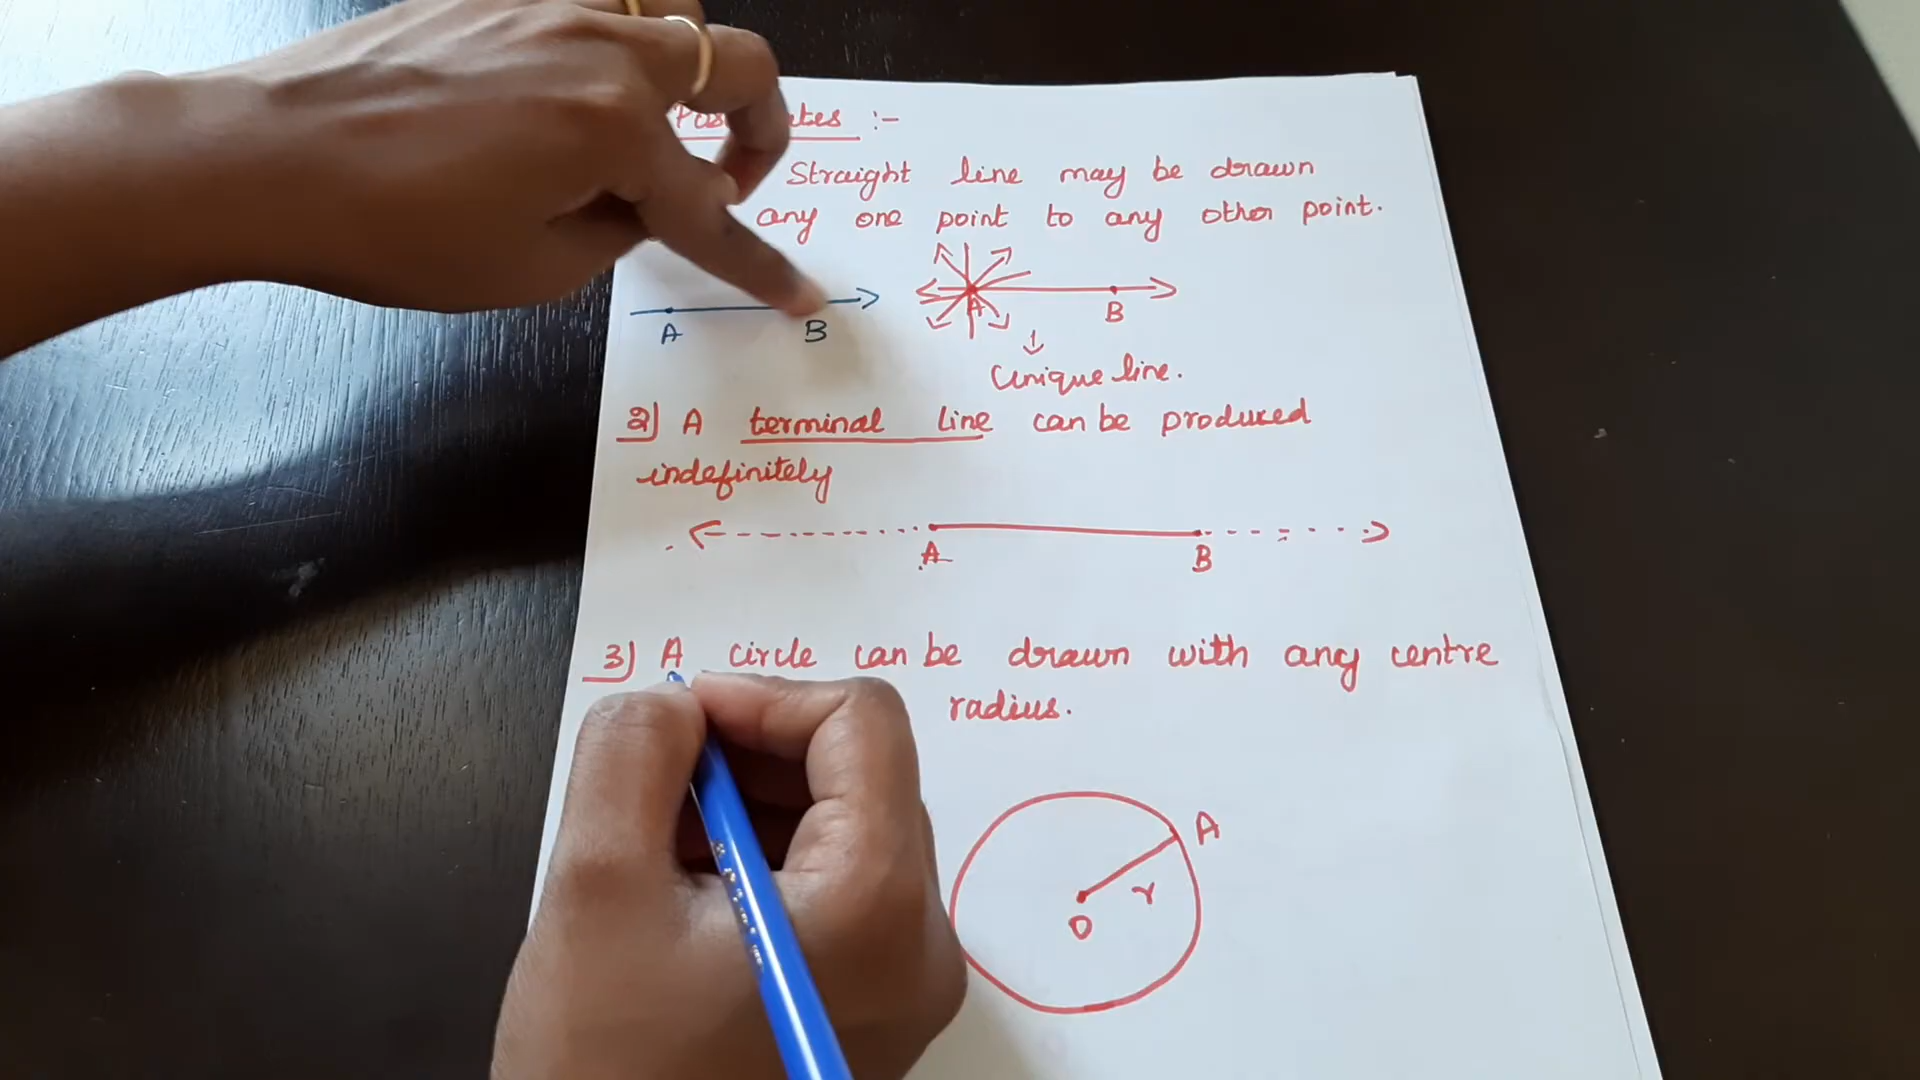 :-
Straight line may be drawn
any one point to any other point.
A B A B
↓
Unique line.
2) A terminal line can be produced
indefinitely
A B
3) A circle can be drawn with any centre
radius.
A
r
O